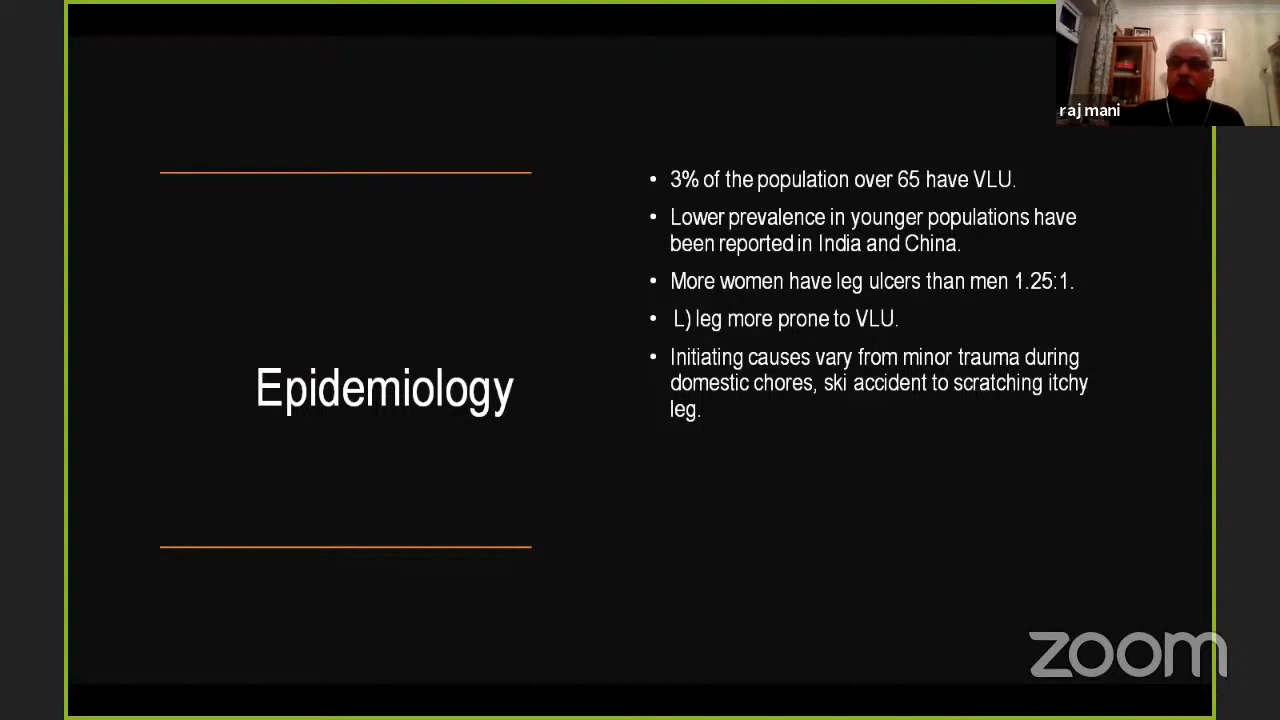 raj mani
• 3% of the population over 65 have VLU.
• Lower prevalence in younger populations have
been reported in India and China.
• More women have leg ulcers than men 1.25:1.
• L) leg more prone to VLU.
• Initiating causes vary from minor trauma during
domestic chores, ski accident to scratching itchy
leg.
Epidemiology
zoom